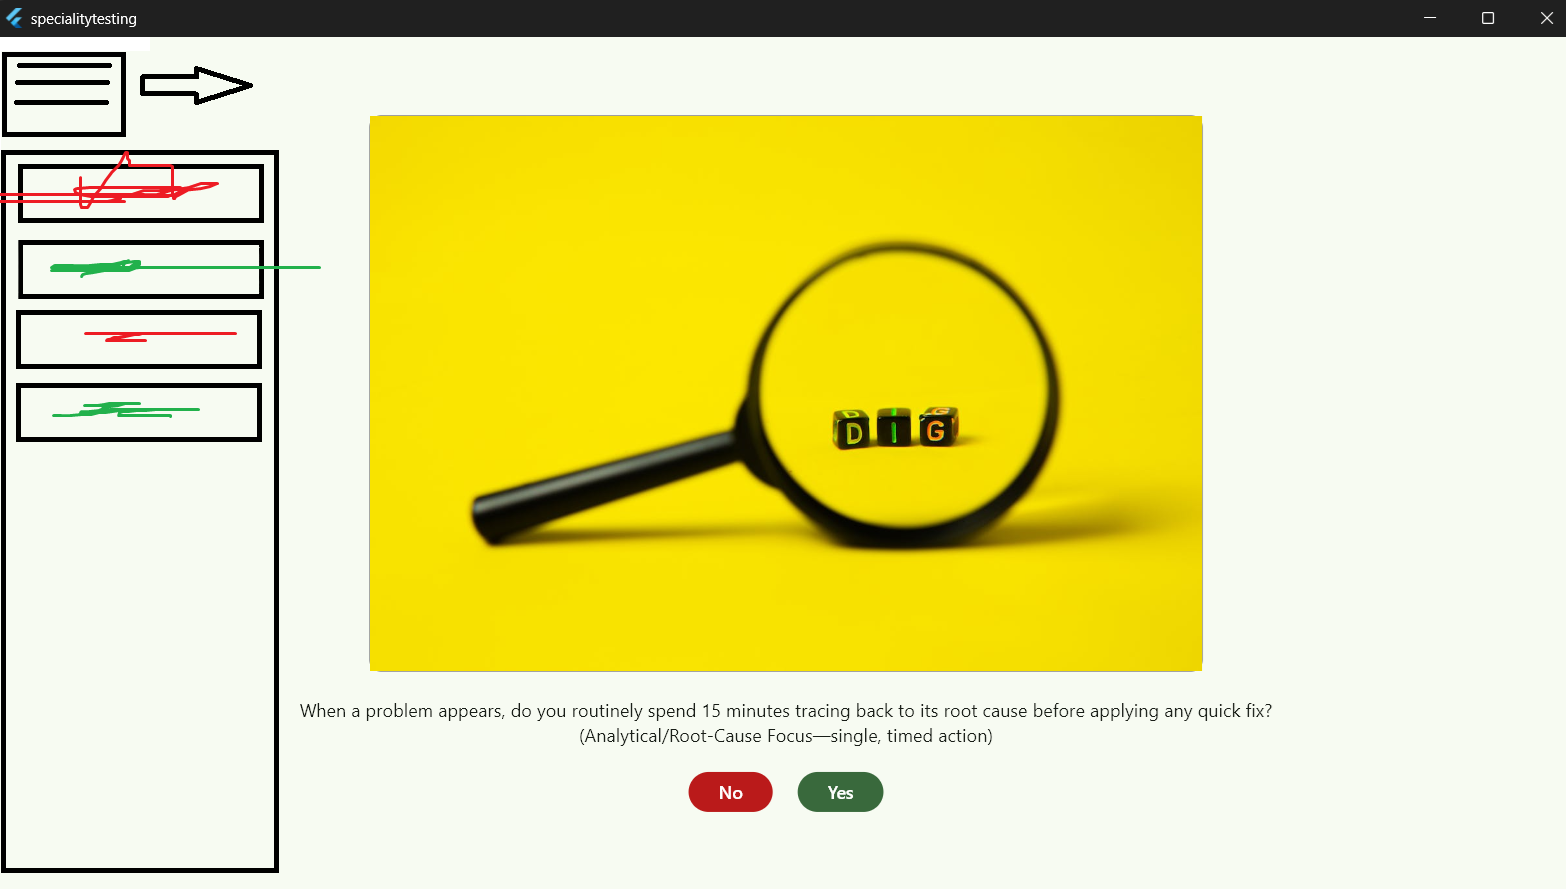 specialitytesting
DIG
When a problem appears, do you routinely spend 15 minutes tracing back to its root cause before applying any quick fix?
(Analytical/Root-Cause Focus—single, timed action)
No
Yes